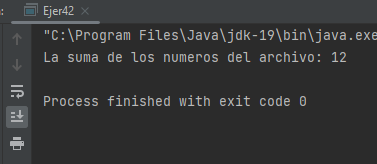 Ejer42
"C:\Program Files\Java\jdk-19\bin\java.exe
La suma de los numeros del archivo: 12
Process finished with exit code 0